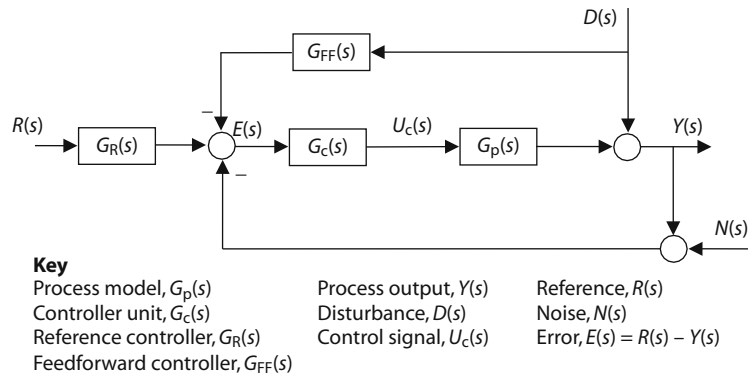 D(s)
G_FF(s)
−
R(s)
G_R(s)
E(s)
G_c(s)
U_c(s)
G_p(s)
Y(s)
−
N(s)
Key
Process model, G_p(s)
Controller unit, G_c(s)
Reference controller, G_R(s)
Feedforward controller, G_FF(s)
Process output, Y(s)
Disturbance, D(s)
Control signal, U_c(s)
Reference, R(s)
Noise, N(s)
Error, E(s) = R(s) – Y(s)